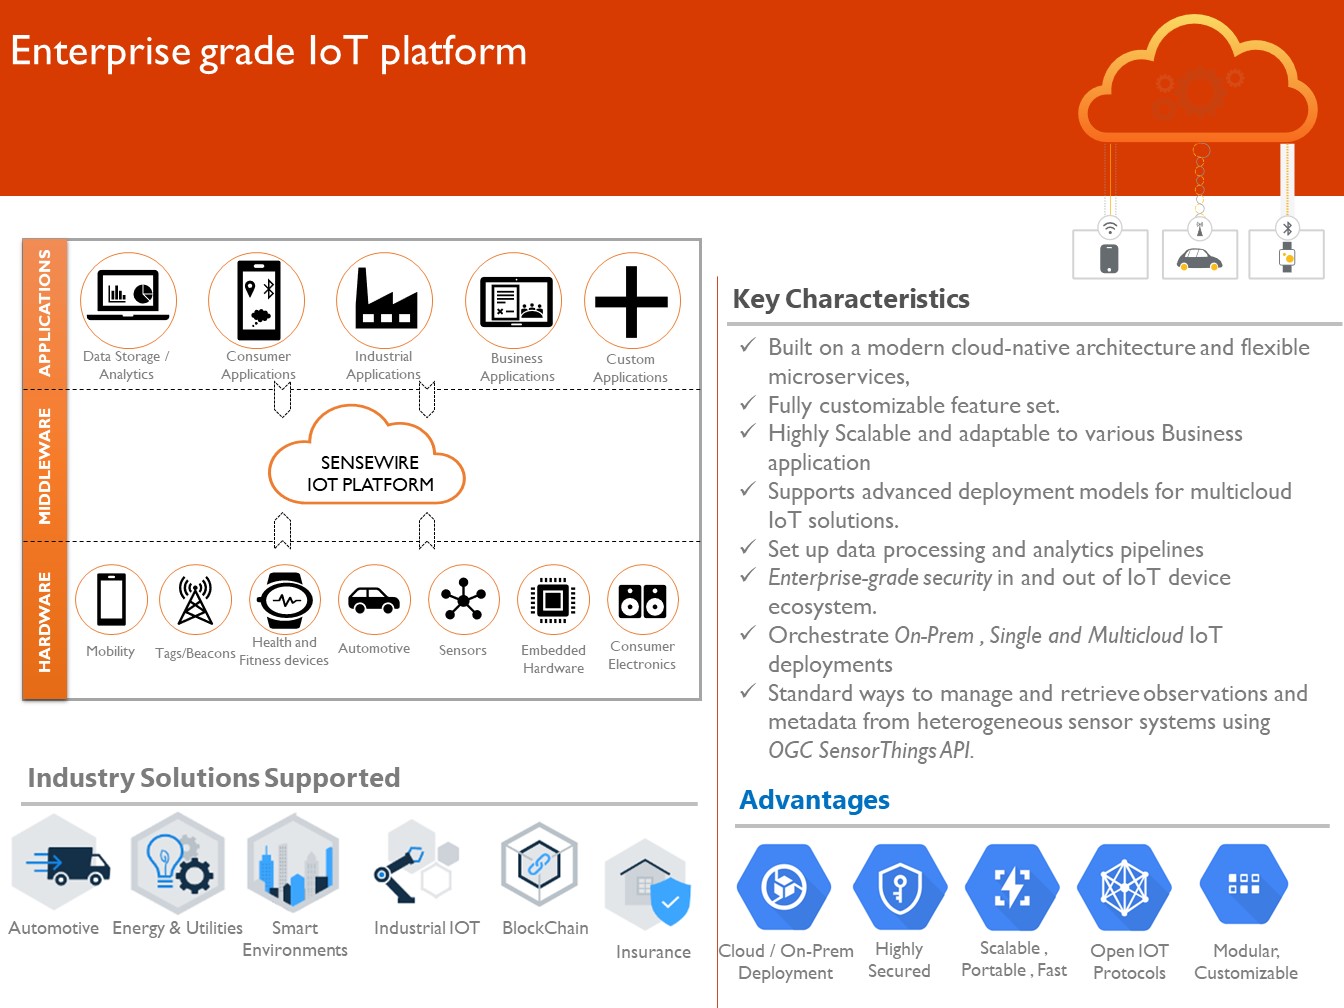 Enterprise grade IoT platform
APPLICATIONS
Data Storage /
Analytics
Consumer
Applications
Industrial
Applications
Business
Applications
Custom
Applications
MIDDLEWARE
SENSEWIRE
IOT PLATFORM
HARDWARE
Mobility
Tags/Beacons
Health and
Fitness devices
Automotive
Sensors
Embedded
Hardware
Consumer
Electronics
Industry Solutions Supported
Automotive
Energy & Utilities
Smart
Environments
Industrial IOT
BlockChain
Insurance
Key Characteristics
✓ Built on a modern cloud-native architecture and flexible
microservices,
✓ Fully customizable feature set.
✓ Highly Scalable and adaptable to various Business
application
✓ Supports advanced deployment models for multicloud
IoT solutions.
✓ Set up data processing and analytics pipelines
✓ Enterprise-grade security in and out of IoT device
ecosystem.
✓ Orchestrate On-Prem , Single and Multicloud IoT
deployments
✓ Standard ways to manage and retrieve observations and
metadata from heterogeneous sensor systems using
OGC SensorThings API.
Advantages
Cloud / On-Prem
Deployment
Highly
Secured
Scalable ,
Portable , Fast
Open IOT
Protocols
Modular,
Customizable